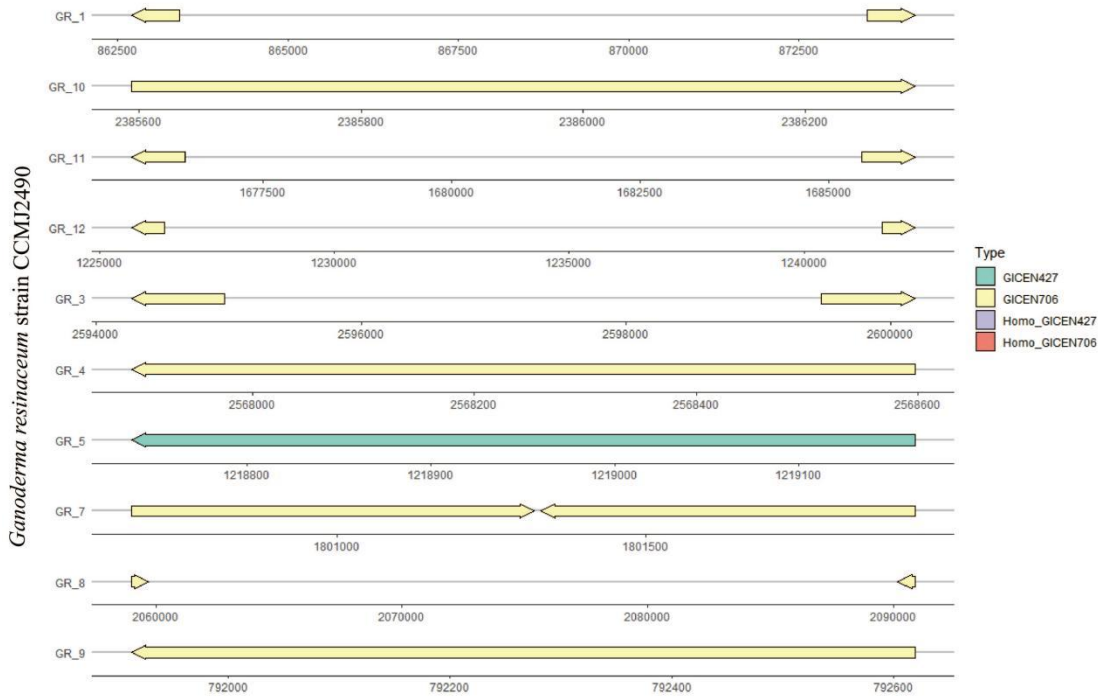 Ganoderma resinaceum strain CCMJ2490
GR_1
862500 865000 867500 870000 872500
GR_10
2385600 2385800 2386000 2386200
GR_11
1677500 1680000 1682500 1685000
GR_12
1225000 1230000 1235000 1240000
GR_3
2594000 2596000 2598000 2600000
GR_4
2568000 2568200 2568400 2568600
GR_5
1218800 1218900 1219000 1219100
GR_7
1801000 1801500
GR_8
2060000 2070000 2080000 2090000
GR_9
792000 792200 792400 792600
Type
GICEN427
GICEN706
Homo_GICEN427
Homo_GICEN706